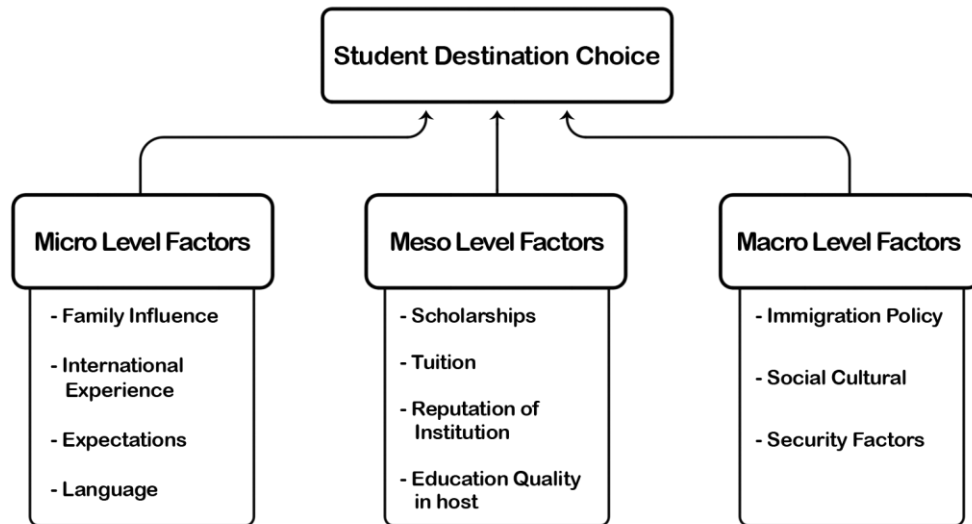 Student Destination Choice
Micro Level Factors
- Family Influence
- International
Experience
- Expectations
- Language
Meso Level Factors
- Scholarships
- Tuition
- Reputation of
Institution
- Education Quality
in host
Macro Level Factors
- Immigration Policy
- Social Cultural
- Security Factors